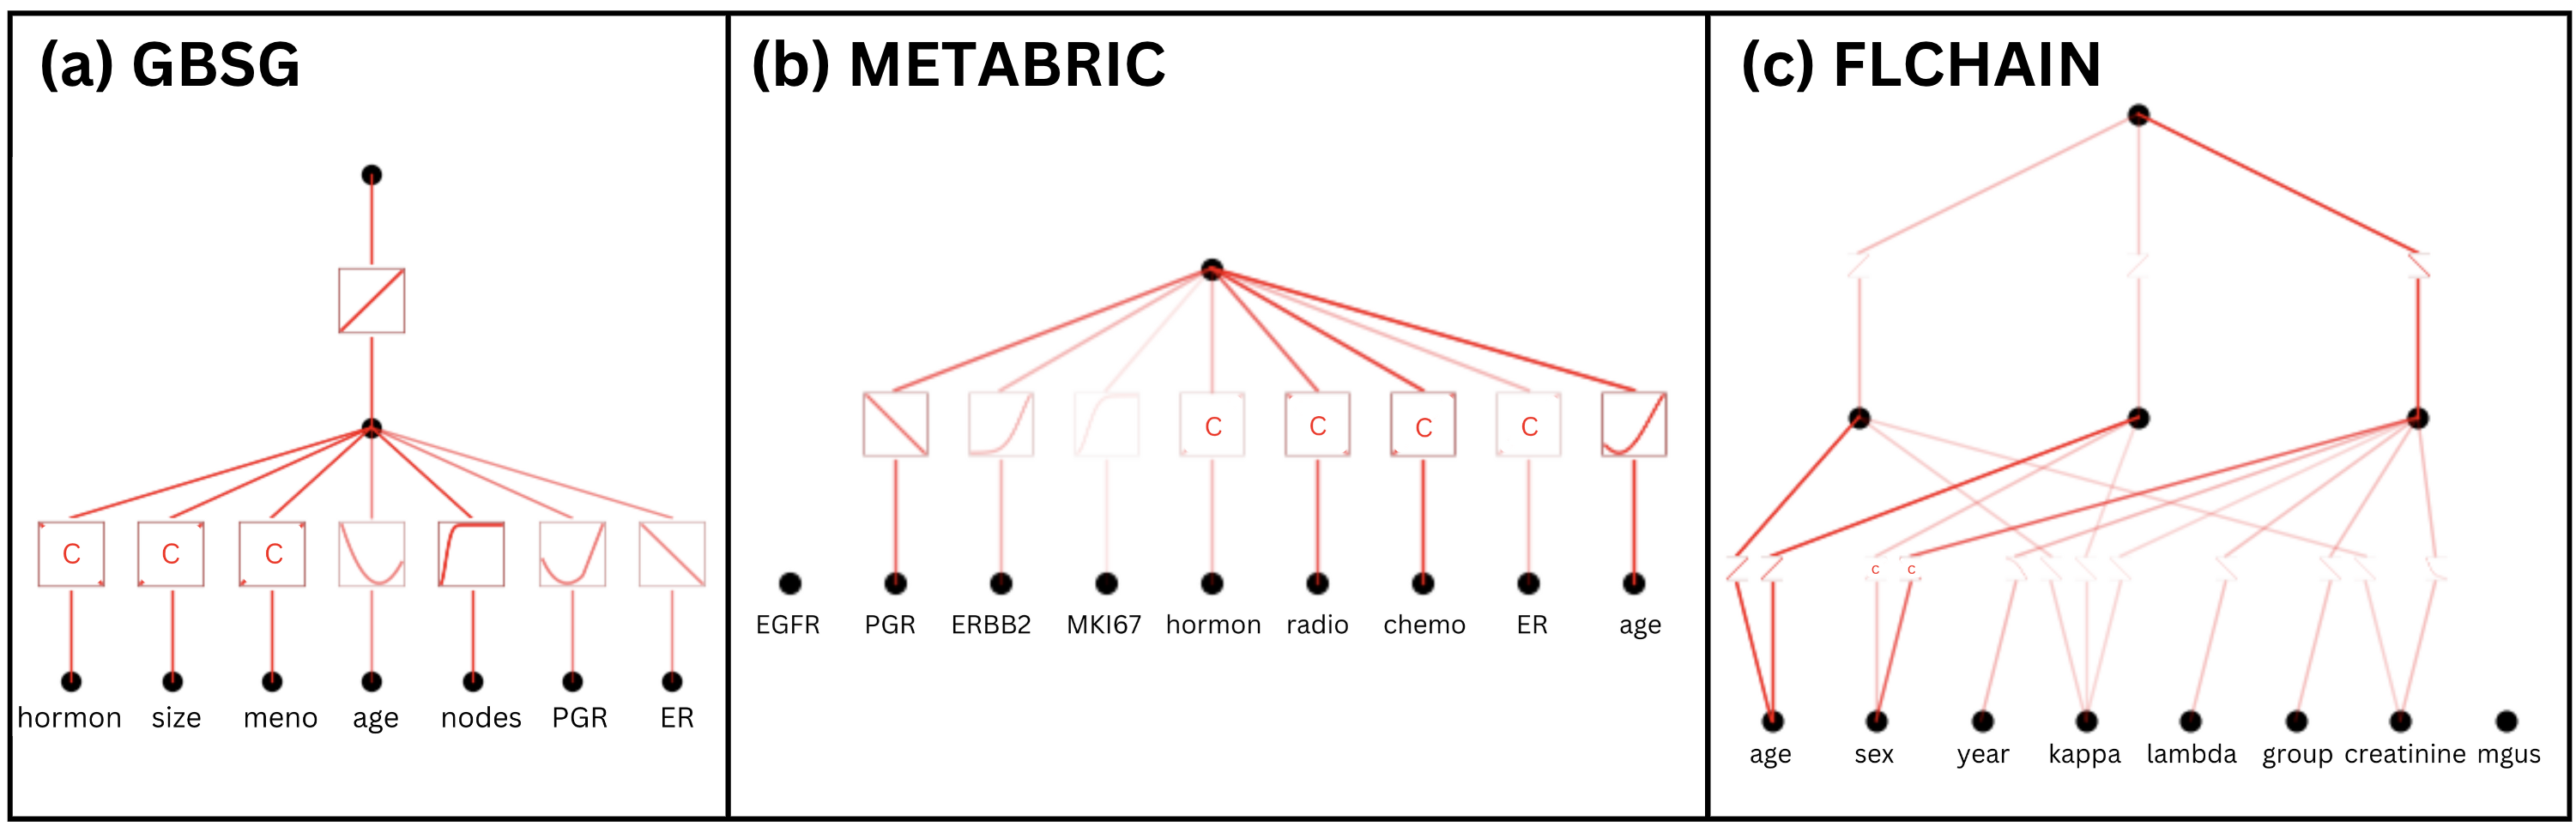 (a) GBSG
C C C
hormon size meno age nodes PGR ER
(b) METABRIC
C C C C
EGFR PGR ERBB2 MKI67 hormon radio chemo ER age
(c) FLCHAIN
c c
age sex year kappa lambda group creatinine mgus